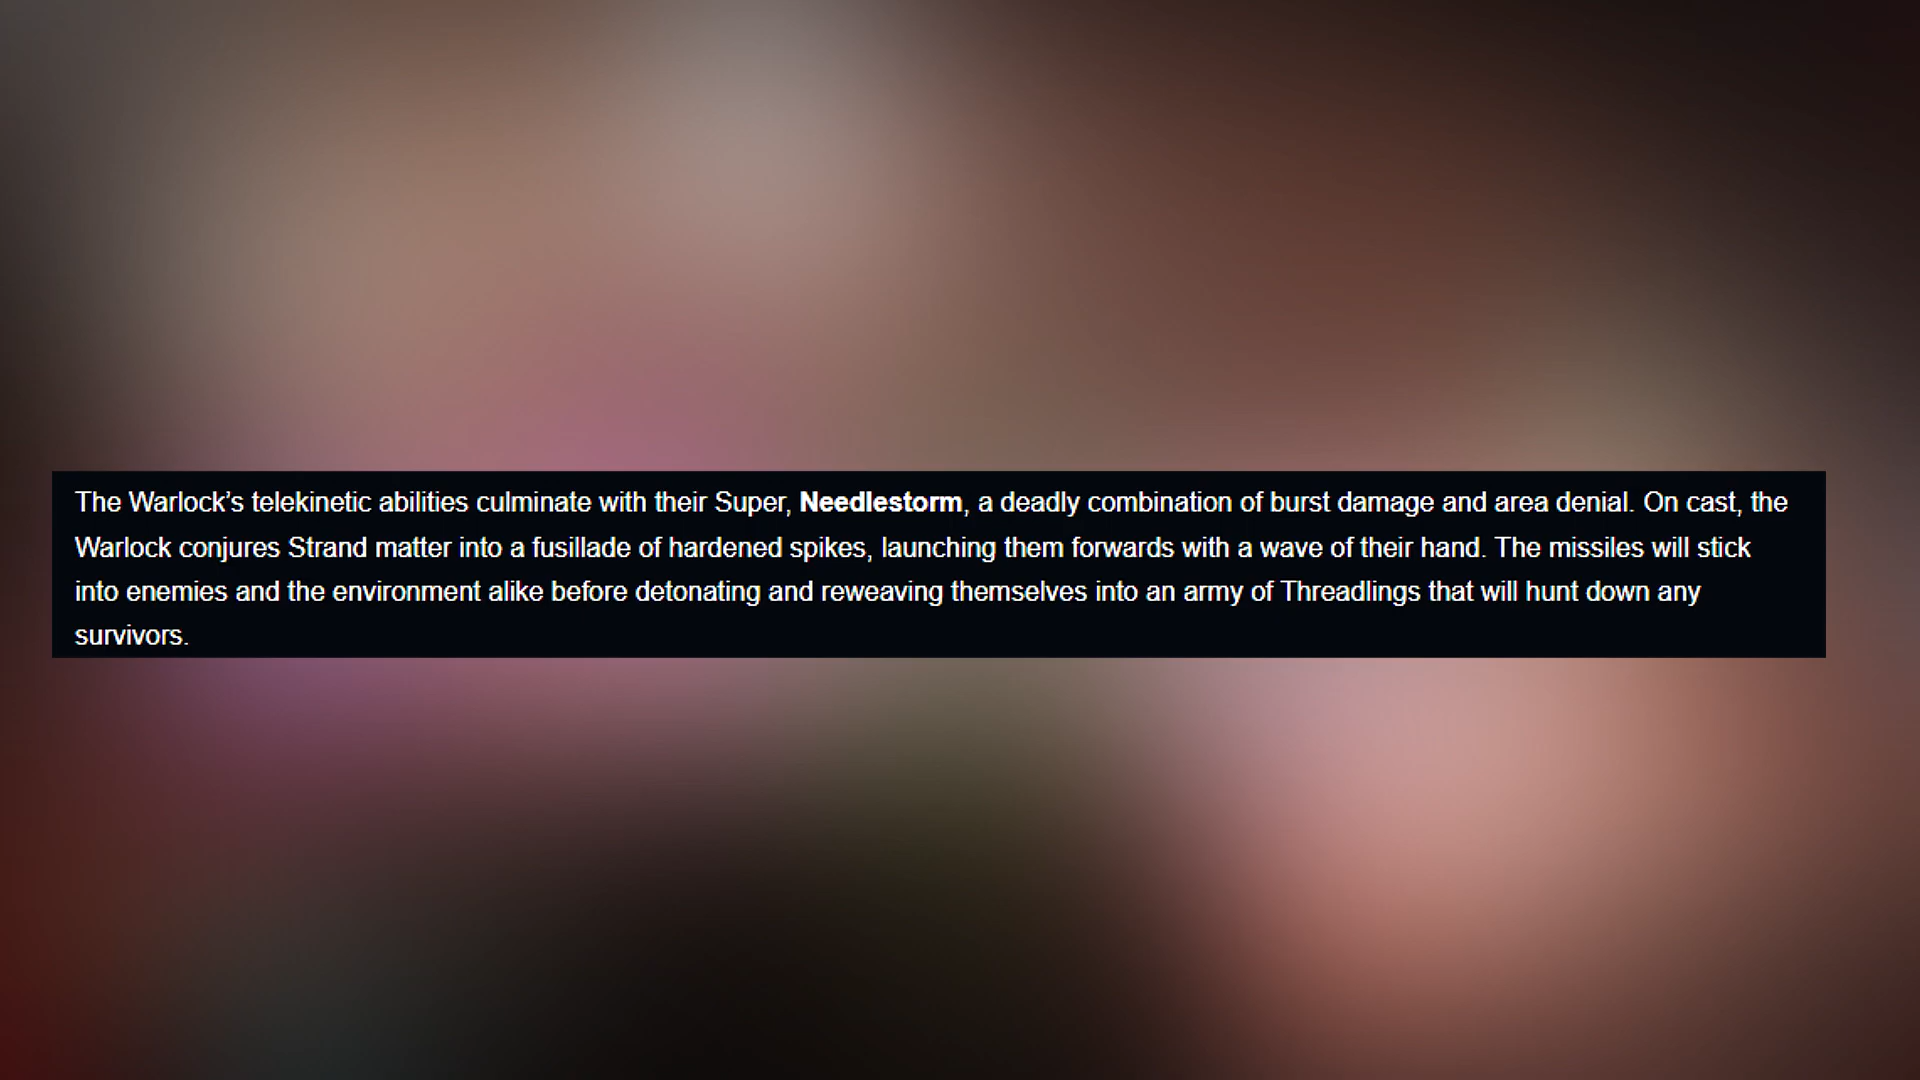 The Warlock’s telekinetic abilities culminate with their Super, Needlestorm, a deadly combination of burst damage and area denial. On cast, the
Warlock conjures Strand matter into a fusillade of hardened spikes, launching them forwards with a wave of their hand. The missiles will stick
into enemies and the environment alike before detonating and reweaving themselves into an army of Threadlings that will hunt down any
survivors.